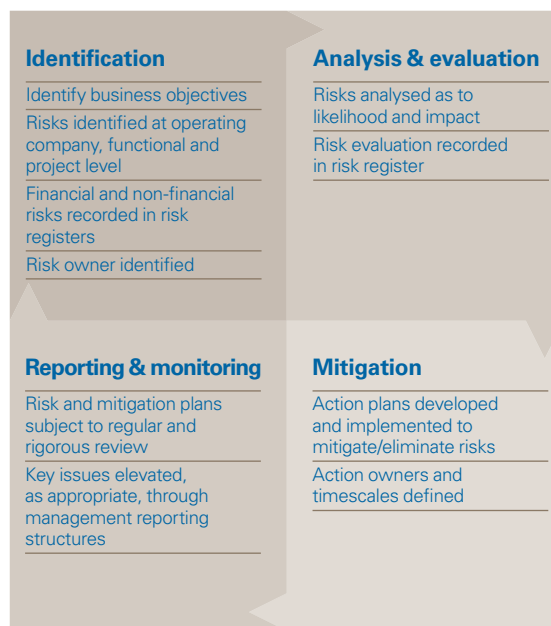 Identification
Identify business objectives
Risks identified at operating
company, functional and
project level
Financial and non-financial
risks recorded in risk
registers
Risk owner identified
Analysis & evaluation
Risks analysed as to
likelihood and impact
Risk evaluation recorded
in risk register
Reporting & monitoring
Risk and mitigation plans
subject to regular and
rigorous review
Key issues elevated,
as appropriate, through
management reporting
structures
Mitigation
Action plans developed
and implemented to
mitigate/eliminate risks
Action owners and
timescales defined